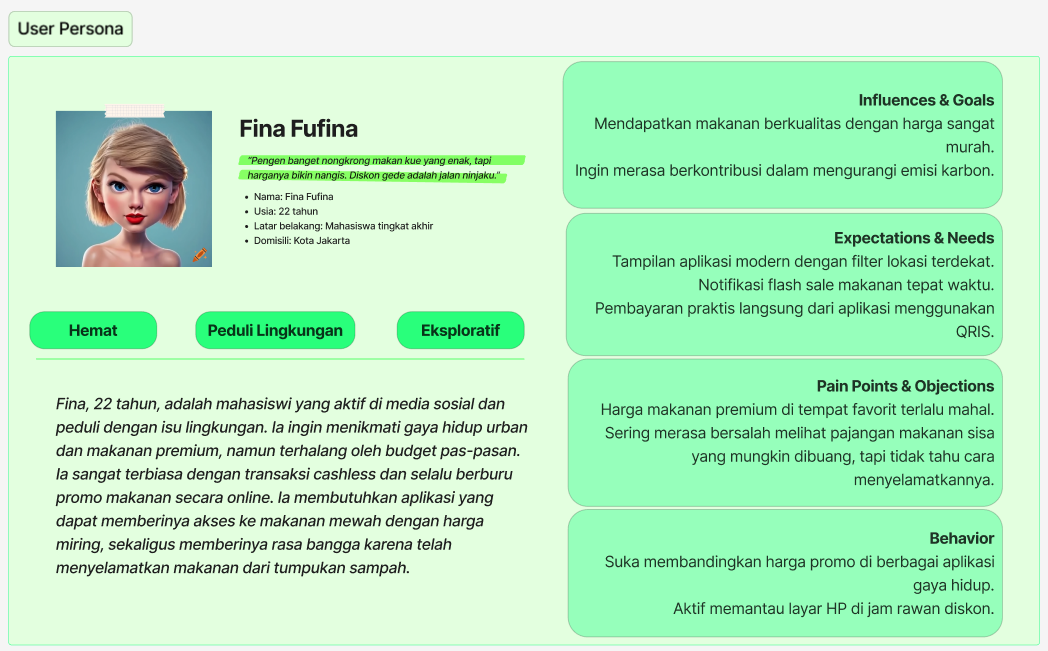 User Persona
Fina Fufina
"Pengen banget nongkrong makan kue yang enak, tapi
harganya bikin nangis. Diskon gede adalah jalan ninjaku."
• Nama: Fina Fufina
• Usia: 22 tahun
• Latar belakang: Mahasiswa tingkat akhir
• Domisili: Kota Jakarta
Hemat
Peduli Lingkungan
Eksploratif
Fina, 22 tahun, adalah mahasiswi yang aktif di media sosial dan
peduli dengan isu lingkungan. Ia ingin menikmati gaya hidup urban
dan makanan premium, namun terhalang oleh budget pas-pasan.
Ia sangat terbiasa dengan transaksi cashless dan selalu berburu
promo makanan secara online. Ia membutuhkan aplikasi yang
dapat memberinya akses ke makanan mewah dengan harga
miring, sekaligus memberinya rasa bangga karena telah
menyelamatkan makanan dari tumpukan sampah.
Influences & Goals
Mendapatkan makanan berkualitas dengan harga sangat
murah.
Ingin merasa berkontribusi dalam mengurangi emisi karbon.
Expectations & Needs
Tampilan aplikasi modern dengan filter lokasi terdekat.
Notifikasi flash sale makanan tepat waktu.
Pembayaran praktis langsung dari aplikasi menggunakan
QRIS.
Pain Points & Objections
Harga makanan premium di tempat favorit terlalu mahal.
Sering merasa bersalah melihat pajangan makanan sisa
yang mungkin dibuang, tapi tidak tahu cara
menyelamatkannya.
Behavior
Suka membandingkan harga promo di berbagai aplikasi
gaya hidup.
Aktif memantau layar HP di jam rawan diskon.